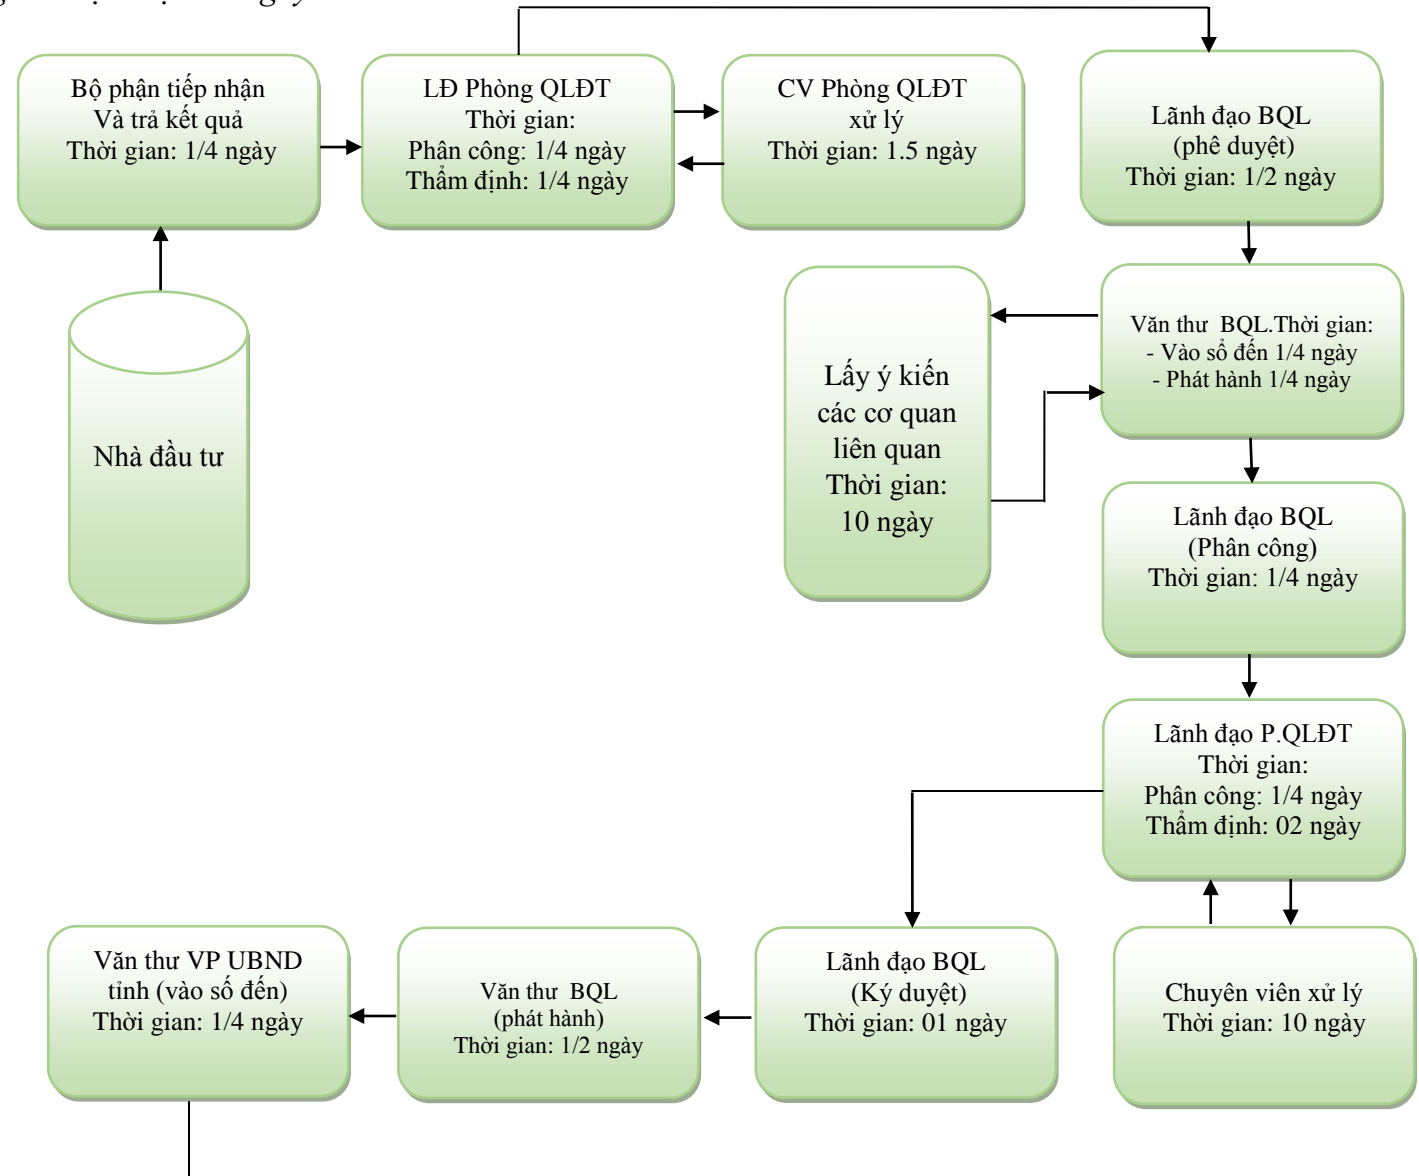 Bộ phận tiếp nhận
Và trả kết quả
Thời gian: 1/4 ngày
LĐ Phòng QLĐT
Thời gian:
Phân công: 1/4 ngày
Thẩm định: 1/4 ngày
CV Phòng QLĐT
xử lý
Thời gian: 1.5 ngày
Lãnh đạo BQL
(phê duyệt)
Thời gian: 1/2 ngày
Nhà đầu tư
Lấy ý kiến
các cơ quan
liên quan
Thời gian:
10 ngày
Văn thư BQL.Thời gian:
- Vào sổ đến 1/4 ngày
- Phát hành 1/4 ngày
Lãnh đạo BQL
(Phân công)
Thời gian: 1/4 ngày
Lãnh đạo P.QLĐT
Thời gian:
Phân công: 1/4 ngày
Thẩm định: 02 ngày
Chuyên viên xử lý
Thời gian: 10 ngày
Lãnh đạo BQL
(Ký duyệt)
Thời gian: 01 ngày
Văn thư BQL
(phát hành)
Thời gian: 1/2 ngày
Văn thư VP UBND
tỉnh (vào số đến)
Thời gian: 1/4 ngày